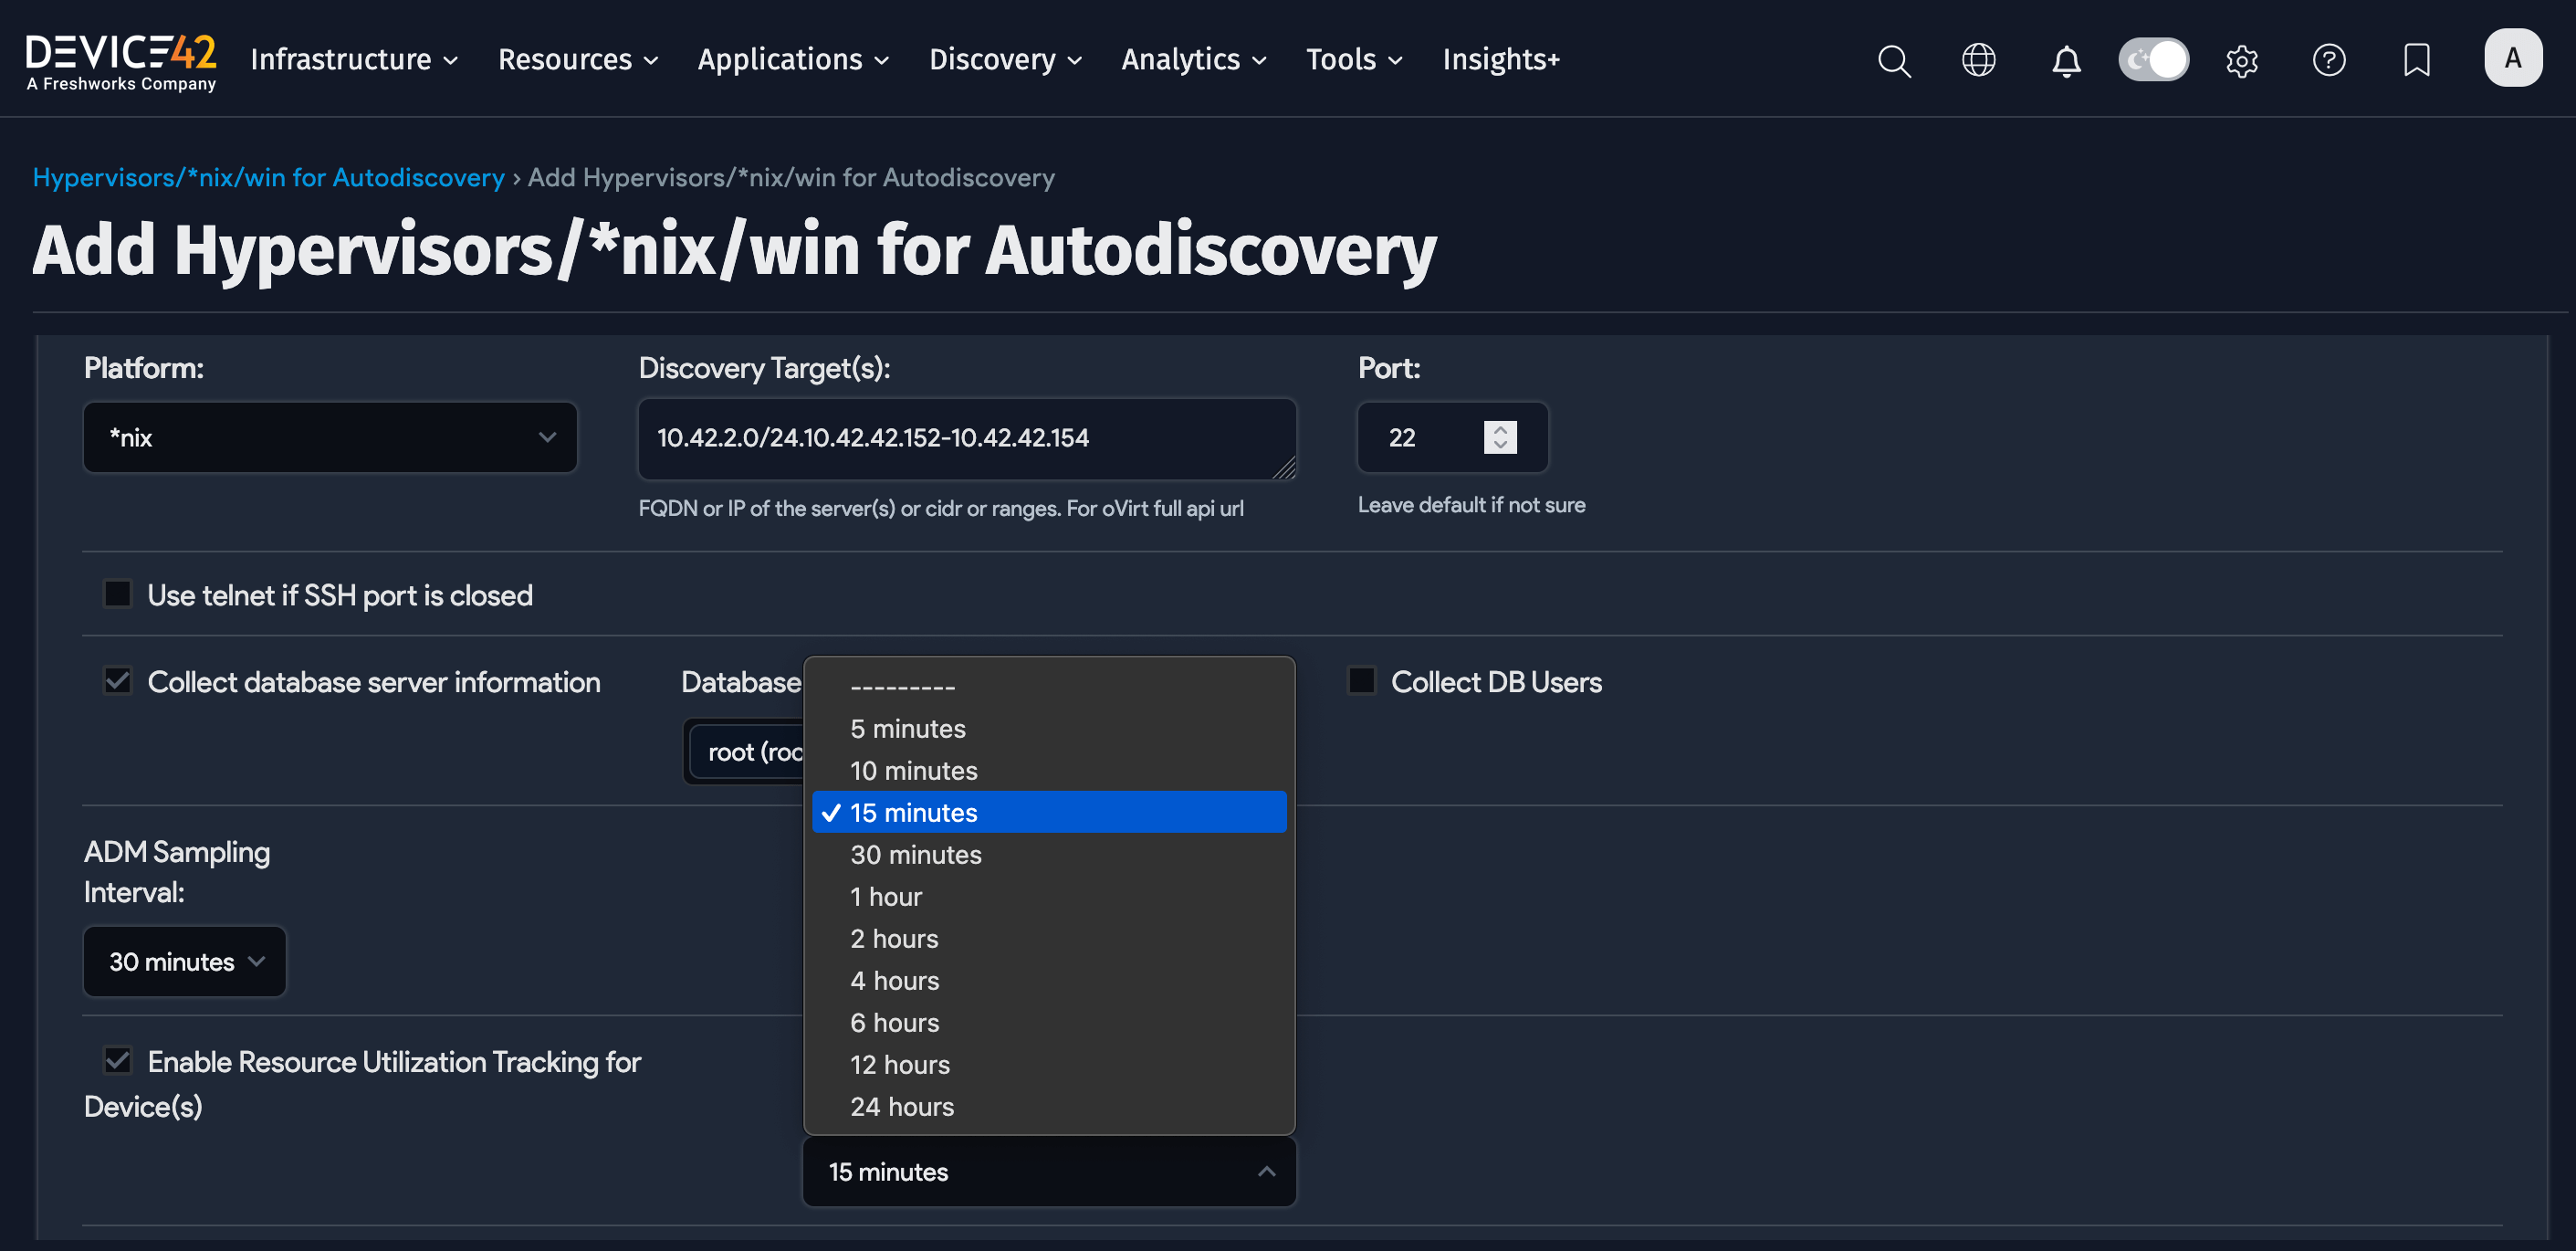 DEVICE42
A Freshworks Company
Infrastructure
Resources
Applications
Discovery
Analytics
Tools
Insights+
A
Hypervisors/*nix/win for Autodiscovery › Add Hypervisors/*nix/win for Autodiscovery
Add Hypervisors/*nix/win for Autodiscovery
Platform:
Discovery Target(s):
Port:
*nix
10.42.2.0/24.10.42.42.152-10.42.42.154
22
FQDN or IP of the server(s) or cidr or ranges. For oVirt full api url
Leave default if not sure
Use telnet if SSH port is closed
Collect database server information
Database
Collect DB Users
root
---------
5 minutes
10 minutes
15 minutes
30 minutes
1 hour
2 hours
4 hours
6 hours
12 hours
24 hours
ADM Sampling
Interval:
30 minutes
Enable Resource Utilization Tracking for
Device(s)
15 minutes